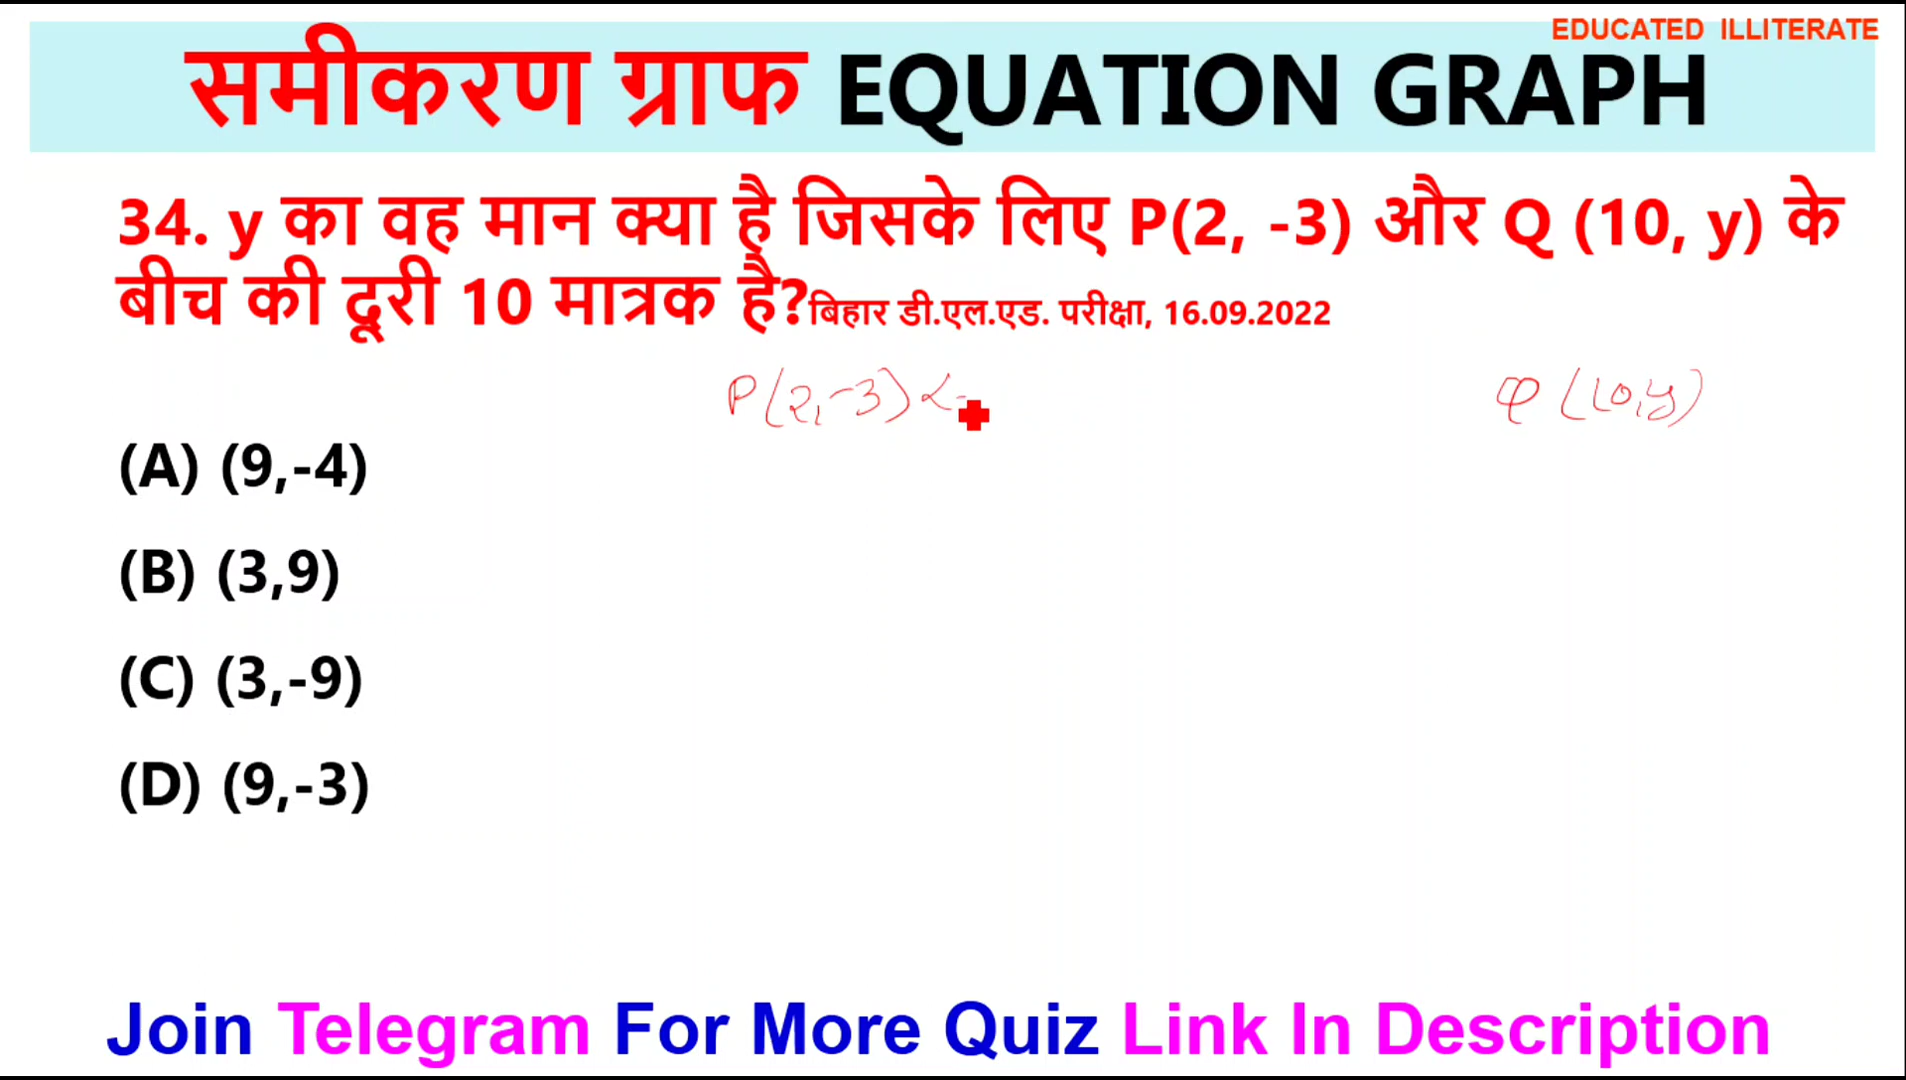 EDUCATED ILLITERATE
समीकरण ग्राफ EQUATION GRAPH
34. y का वह मान क्या है जिसके लिए P(2, -3) और Q (10, y) के
बीच की दूरी 10 मात्रक है?बिहार डी.एल.एड. परीक्षा, 16.09.2022
P(2,-3) <- Q (10,y)
(A) (9,-4)
(B) (3,9)
(C) (3,-9)
(D) (9,-3)
Join Telegram For More Quiz Link In Description